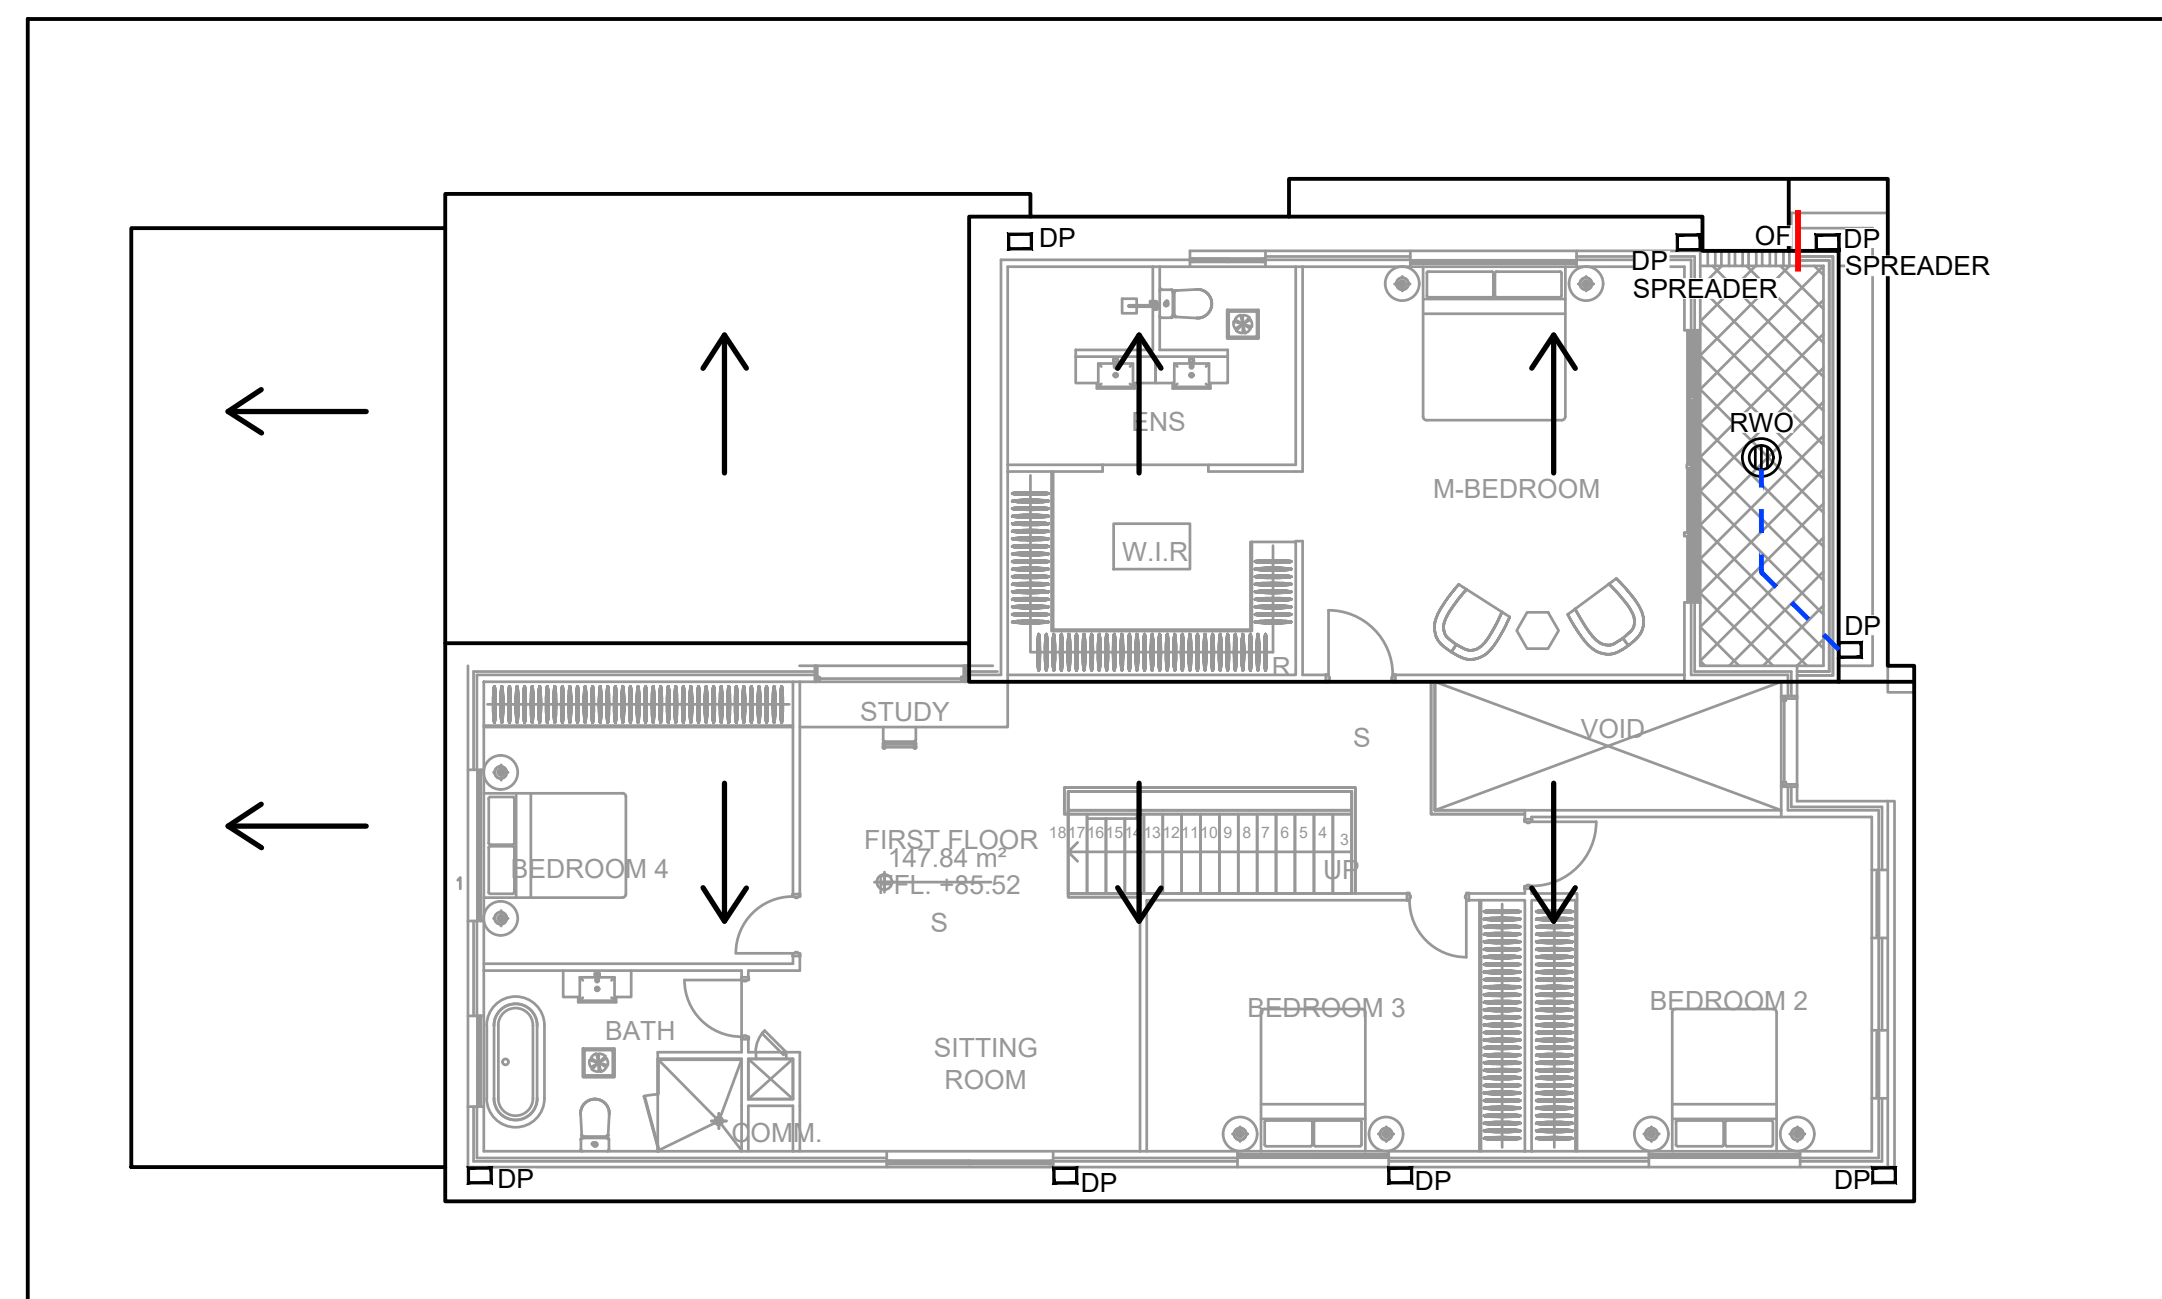 DP
OF
DP
SPREADER
DP
SPREADER
RWO
ENS
M-BEDROOM
W.I.R
R
DP
STUDY
VOID
S
FIRST FLOOR
147.84 m²
FFL. +85.52
18 17 16 15 14 13 12 11 10 9 8 7 6 5 4 3
UP
BEDROOM 4
1
S
BEDROOM 3
BEDROOM 2
BATH
SITTING
ROOM
COMM.
DP
DP
DP
DP